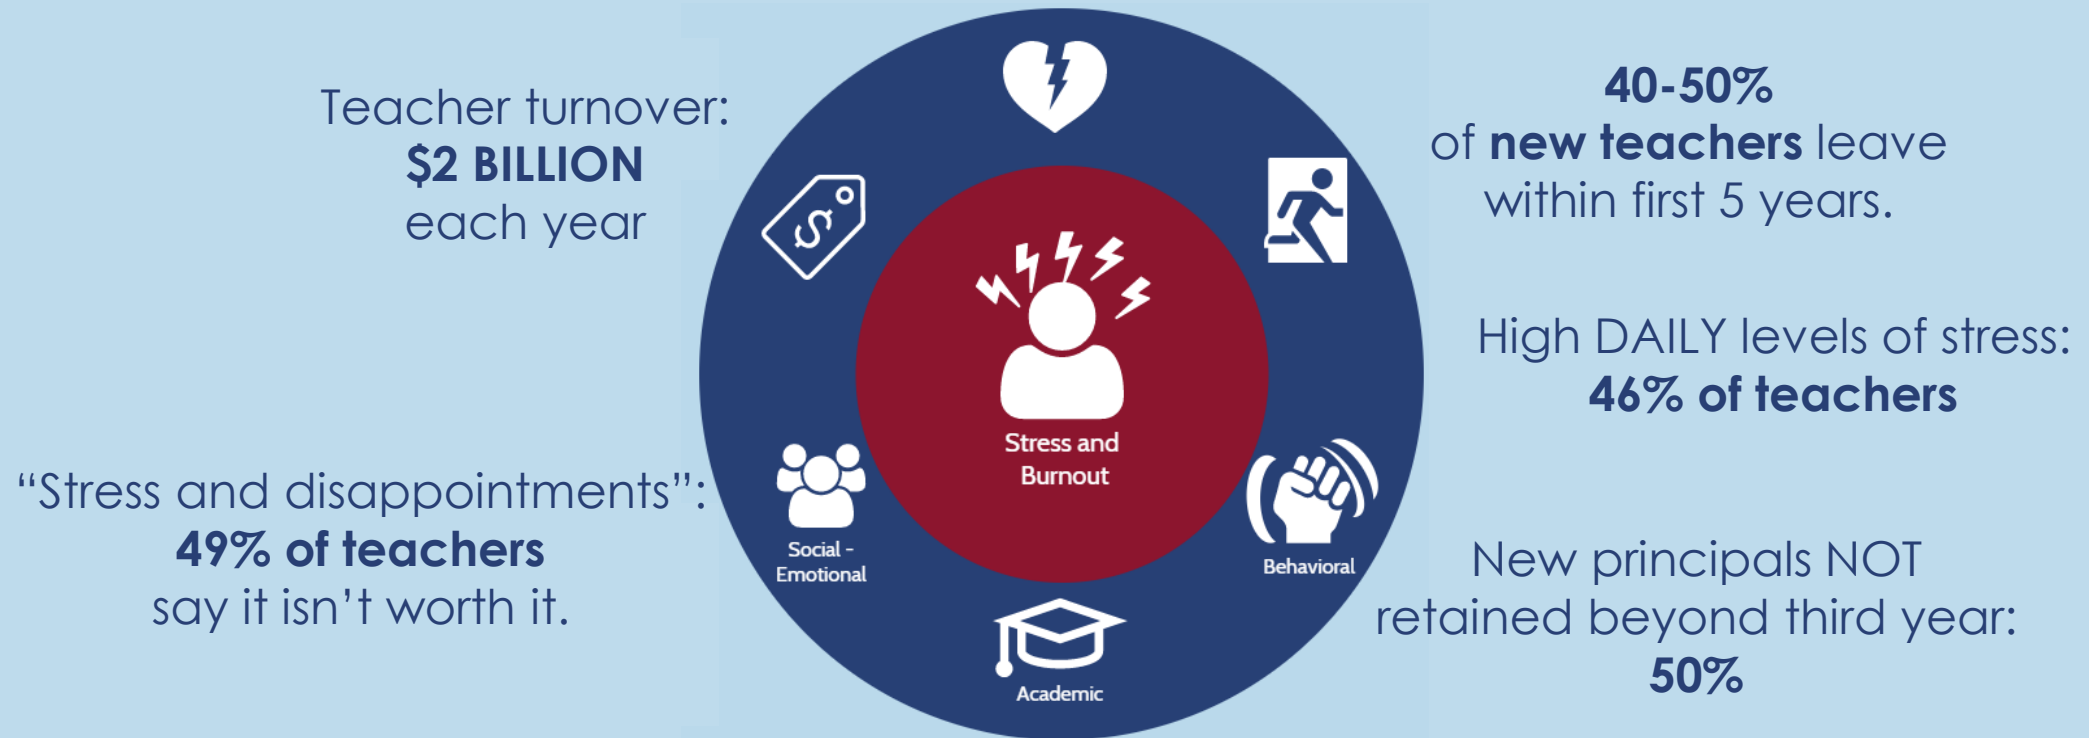 Teacher turnover:
$2 BILLION
each year
“Stress and disappointments”:
49% of teachers
say it isn’t worth it.
$
Stress and
Burnout
Social -
Emotional
Behavioral
Academic
40-50%
of new teachers leave
within first 5 years.
High DAILY levels of stress:
46% of teachers
New principals NOT
retained beyond third year:
50%